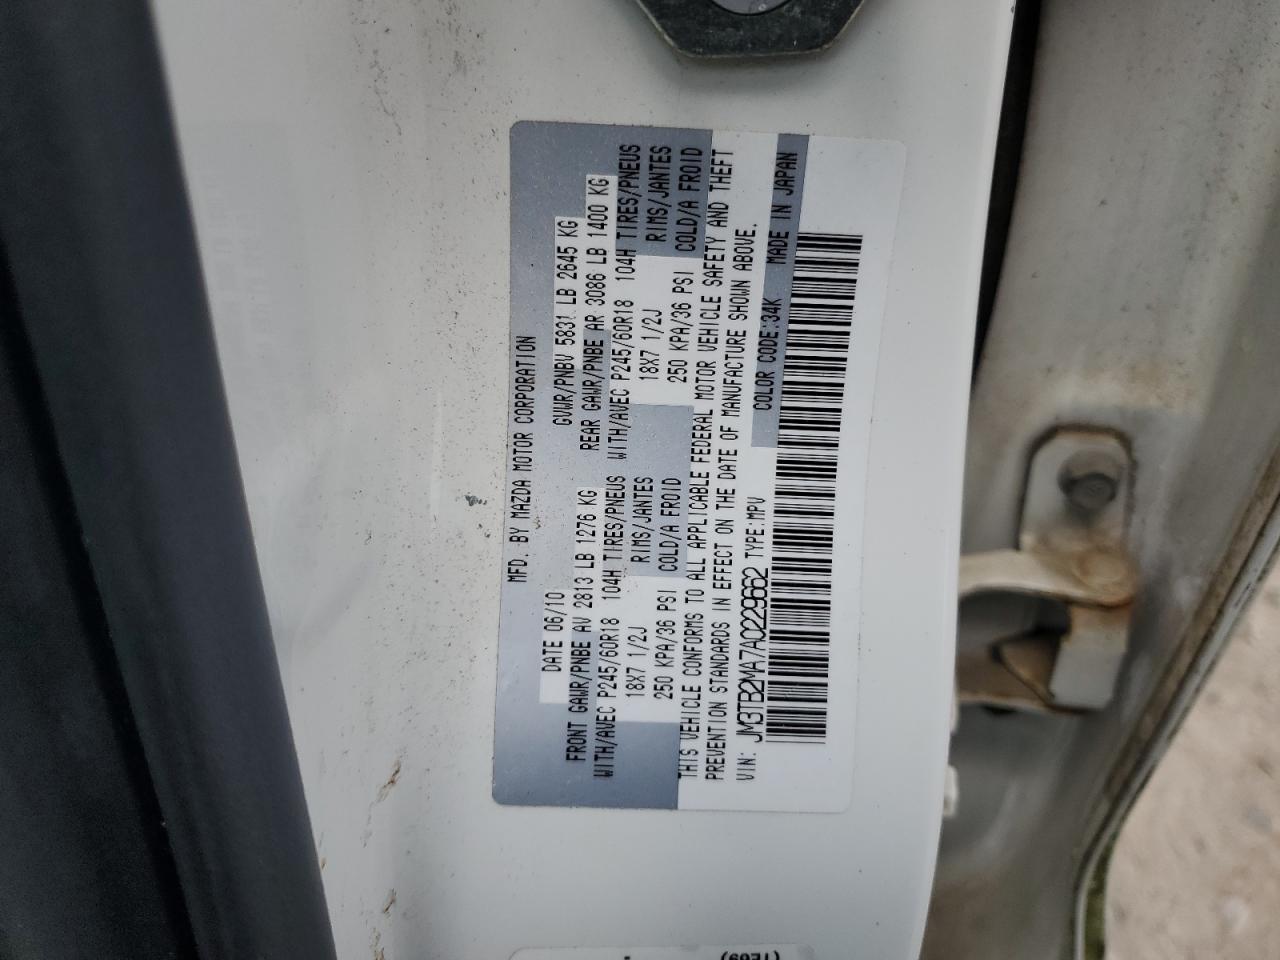 MFD. BY MAZDA MOTOR CORPORATION
DATE 06/10 GVWR/PNBV 5831 LB 2645 KG
FRONT GAWR/PNBE AV 2813 LB 1276 KG REAR GAWR/PNBE AR 3086 LB 1400 KG
WITH/AVEC P245/60R18 104H TIRES/PNEUS WITH/AVEC P245/60R18 104H TIRES/PNEUS
18X7 1/2J RIMS/JANTES 18X7 1/2J RIMS/JANTES
250 KPA/36 PSI COLD/A FROID 250 KPA/36 PSI COLD/A FROID
THIS VEHICLE CONFORMS TO ALL APPLICABLE FEDERAL MOTOR VEHICLE SAFETY AND THEFT
PREVENTION STANDARDS IN EFFECT ON THE DATE OF MANUFACTURE SHOWN ABOVE.
VIN: JM3TB2MA7A0229662 TYPE:MPV COLOR CODE:34K MADE IN JAPAN
(1E69)